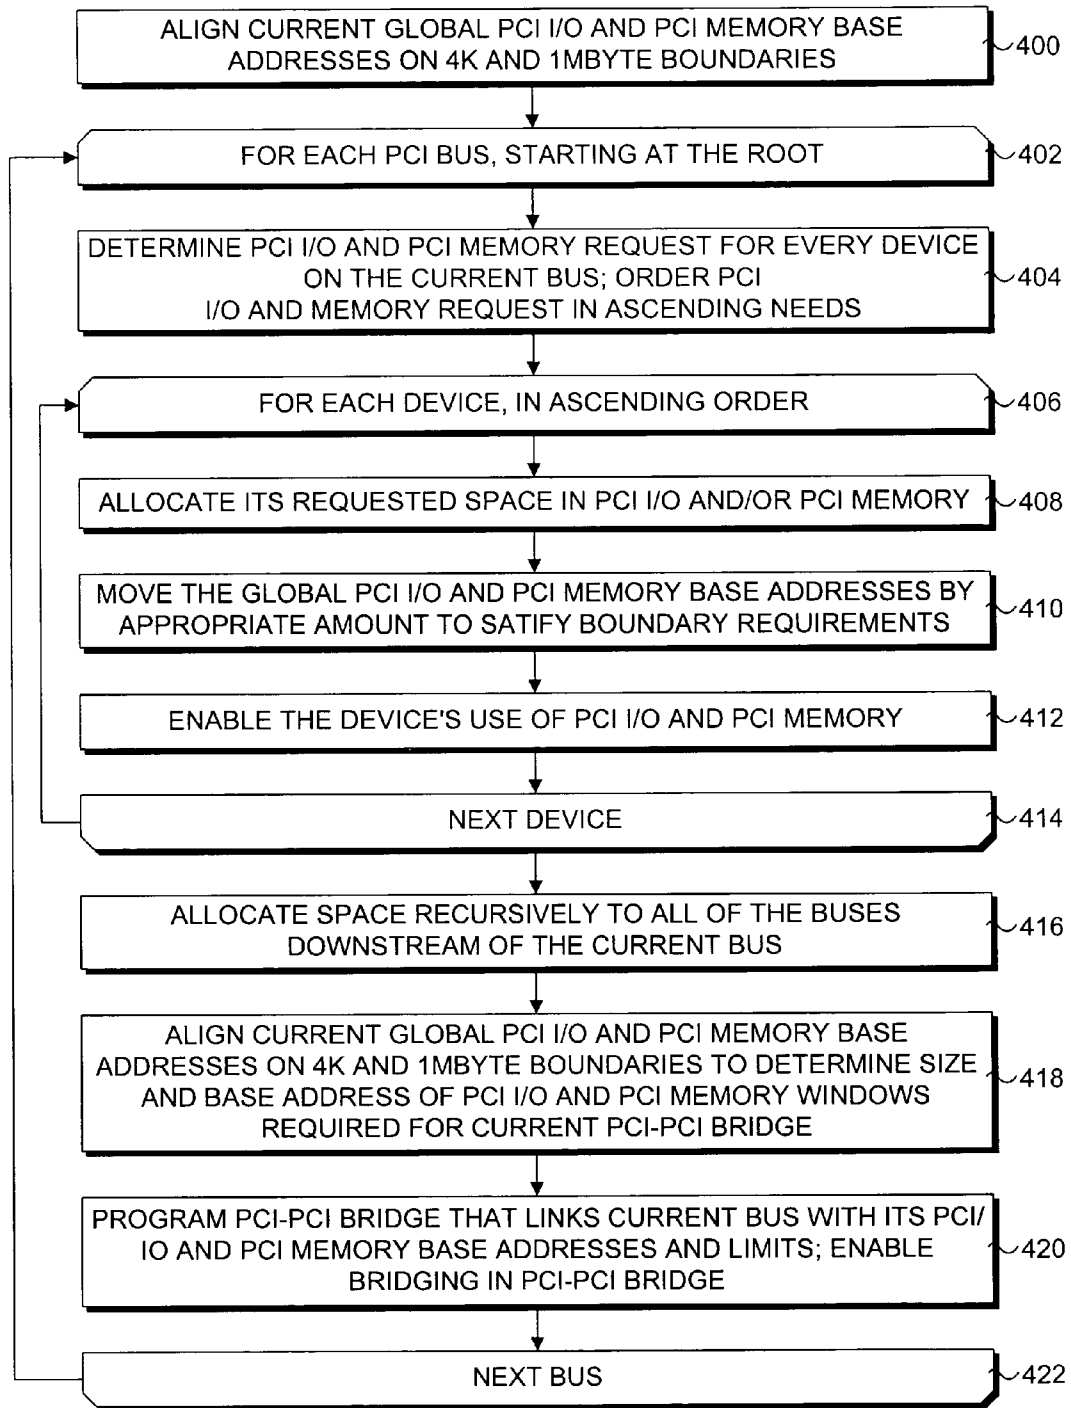 ALIGN CURRENT GLOBAL PCI I/O AND PCI MEMORY BASE
ADDRESSES ON 4K AND 1MBYTE BOUNDARIES
400
FOR EACH PCI BUS, STARTING AT THE ROOT
402
DETERMINE PCI I/O AND PCI MEMORY REQUEST FOR EVERY DEVICE
ON THE CURRENT BUS; ORDER PCI
I/O AND MEMORY REQUEST IN ASCENDING NEEDS
404
FOR EACH DEVICE, IN ASCENDING ORDER
406
ALLOCATE ITS REQUESTED SPACE IN PCI I/O AND/OR PCI MEMORY
408
MOVE THE GLOBAL PCI I/O AND PCI MEMORY BASE ADDRESSES BY
APPROPRIATE AMOUNT TO SATIFY BOUNDARY REQUIREMENTS
410
ENABLE THE DEVICE'S USE OF PCI I/O AND PCI MEMORY
412
NEXT DEVICE
414
ALLOCATE SPACE RECURSIVELY TO ALL OF THE BUSES
DOWNSTREAM OF THE CURRENT BUS
416
ALIGN CURRENT GLOBAL PCI I/O AND PCI MEMORY BASE
ADDRESSES ON 4K AND 1MBYTE BOUNDARIES TO DETERMINE SIZE
AND BASE ADDRESS OF PCI I/O AND PCI MEMORY WINDOWS
REQUIRED FOR CURRENT PCI-PCI BRIDGE
418
PROGRAM PCI-PCI BRIDGE THAT LINKS CURRENT BUS WITH ITS PCI/
IO AND PCI MEMORY BASE ADDRESSES AND LIMITS; ENABLE
BRIDGING IN PCI-PCI BRIDGE
420
NEXT BUS
422